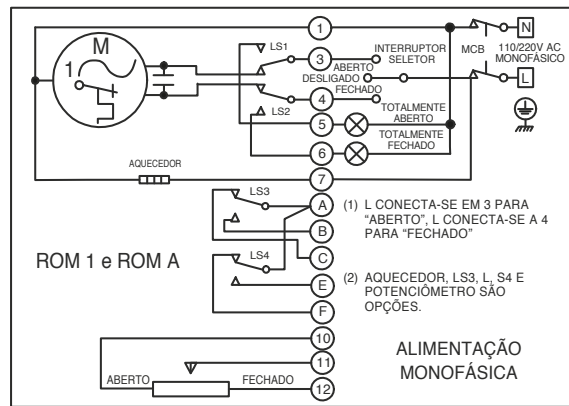 M
1
LS1
LS2
1
3
4
5
6
7
INTERRUPTOR
SELETOR
ABERTO
DESLIGADO
FECHADO
TOTALMENTE
ABERTO
TOTALMENTE
FECHADO
MCB
N
L
110/220V AC
MONOFÁSICO
AQUECEDOR
LS3
LS4
A
B
C
E
F
(1) L CONECTA-SE EM 3 PARA
“ABERTO”, L CONECTA-SE A 4
PARA “FECHADO”
ROM 1 e ROM A
(2) AQUECEDOR, LS3, L, S4 E
POTENCIÔMETRO SÃO
OPÇÕES.
10
11
12
ABERTO
FECHADO
ALIMENTAÇÃO
MONOFÁSICA